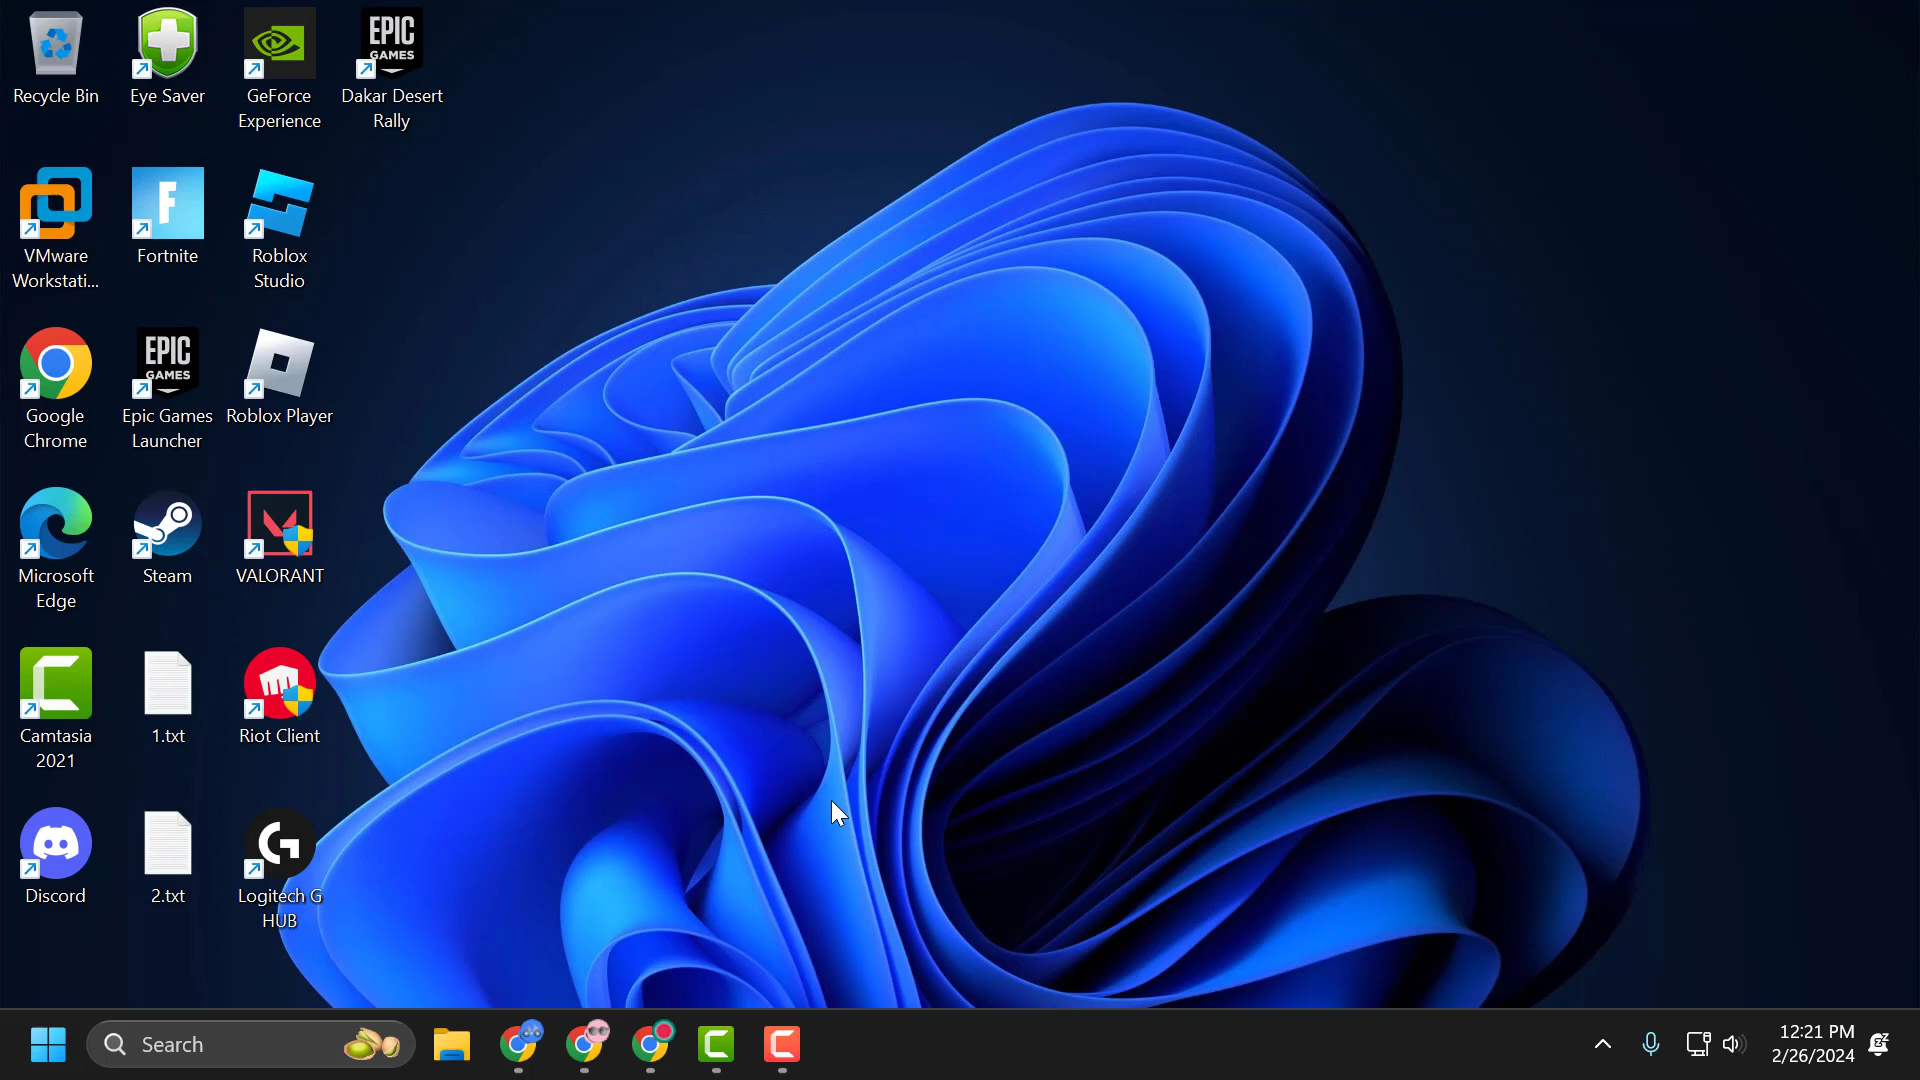 Recycle Bin
Eye Saver
GeForce
Experience
EPIC
GAMES
Dakar Desert
Rally
VMware
Workstati...
F
Fortnite
Roblox
Studio
Google
Chrome
EPIC
GAMES
Epic Games
Launcher
Roblox Player
Microsoft
Edge
Steam
VALORANT
Camtasia
2021
1.txt
Riot Client
Discord
2.txt
Logitech G
HUB
Search
12:21 PM
2/26/2024